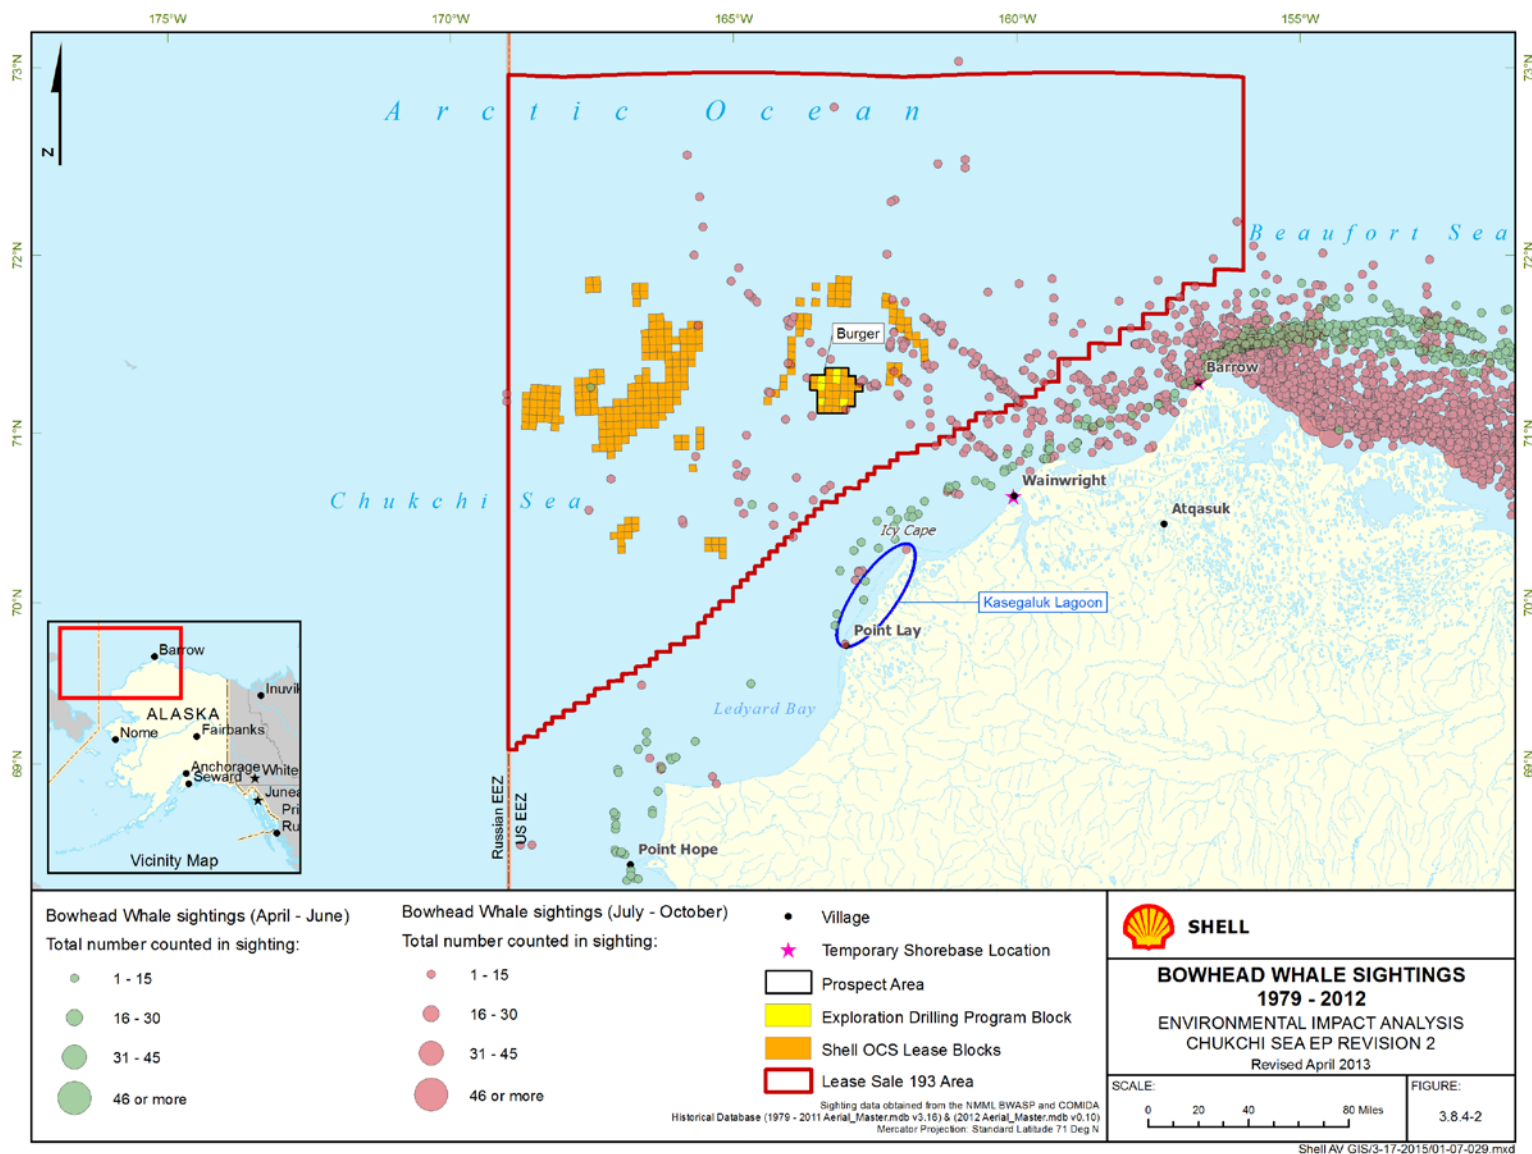 175°W 170°W 165°W 160°W 155°W
73°N 73°N
Arctic Ocean
N
Beaufort Sea
72°N 72°N
Burger
Barrow
71°N 71°N
Wainwright
Chukchi Sea
Atqasuk
Icy Cape
70°N 70°N
Kasegaluk Lagoon
Point Lay
Ledyard Bay
69°N 69°N
Russian EEZ
US EEZ
Point Hope
Barrow
Inuvik
ALASKA
Nome
Fairbanks
Anchorage
White
Seward
Junea
Pri
Ru
Vicinity Map
Bowhead Whale sightings (April - June)
Total number counted in sighting:
1 - 15
16 - 30
31 - 45
46 or more
Bowhead Whale sightings (July - October)
Total number counted in sighting:
1 - 15
16 - 30
31 - 45
46 or more
Village
Temporary Shorebase Location
Prospect Area
Exploration Drilling Program Block
Shell OCS Lease Blocks
Lease Sale 193 Area
Sighting data obtained from the NMML BWASP and COMIDA
Historical Database (1979 - 2011 Aerial_Master.mdb v3.16) & (2012 Aerial_Master.mdb v0.10)
Mercator Projection: Standard Latitude 71 Deg N
SHELL
BOWHEAD WHALE SIGHTINGS
1979 - 2012
ENVIRONMENTAL IMPACT ANALYSIS
CHUKCHI SEA EP REVISION 2
Revised April 2013
SCALE:
0 20 40 80 Miles
FIGURE:
3.8.4-2
Shell AV GIS/3-17-2015/01-07-029.mxd